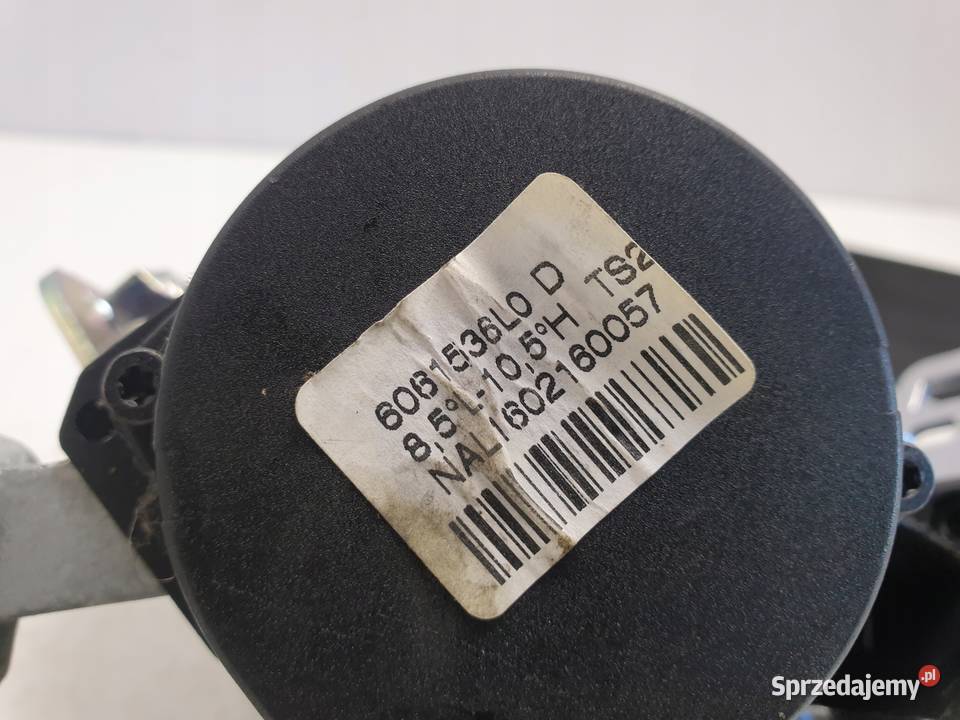 6061536L0 D
8,5°L-10,5°H TS2
NAL1602160057
Sprzedajemy.pl